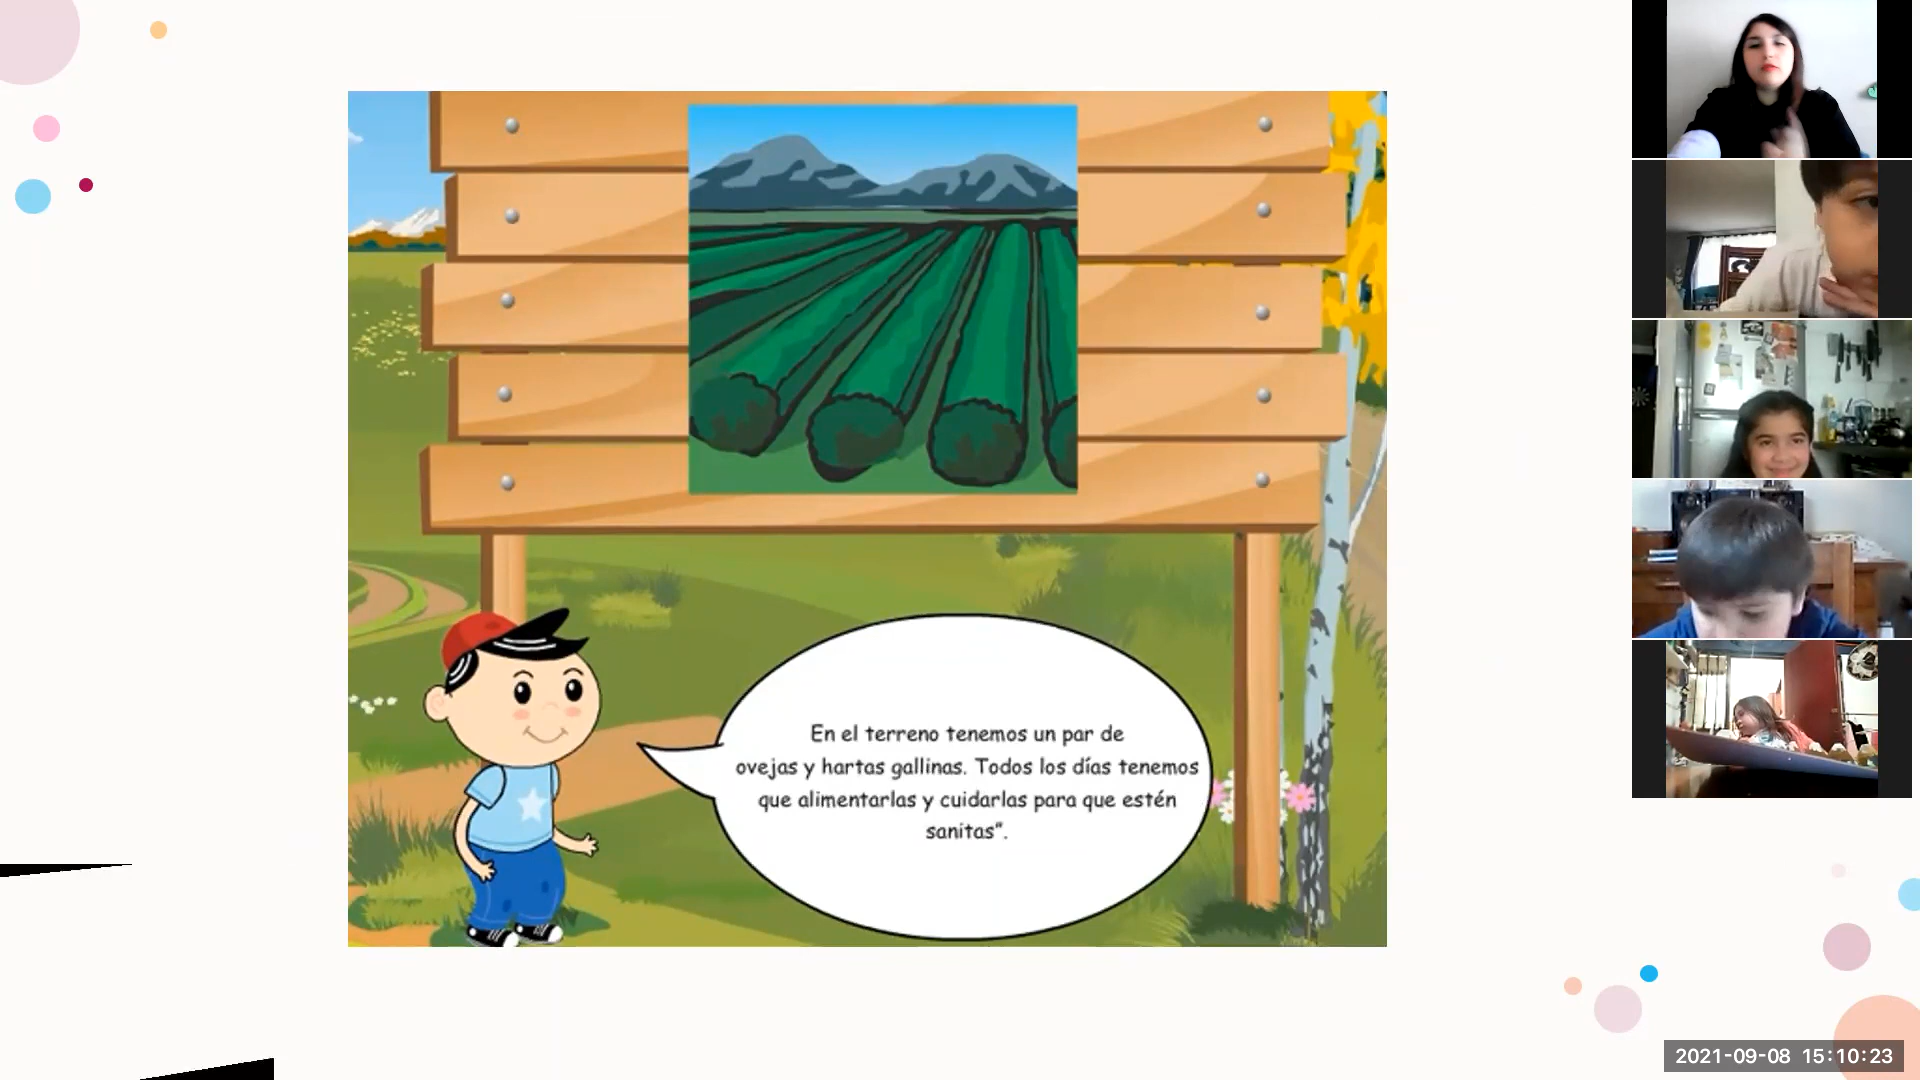 En el terreno tenemos un par de
ovejas y hartas gallinas. Todos los días tenemos
que alimentarlas y cuidarlas para que estén
sanitas”.
2021-09-08 15:10:23